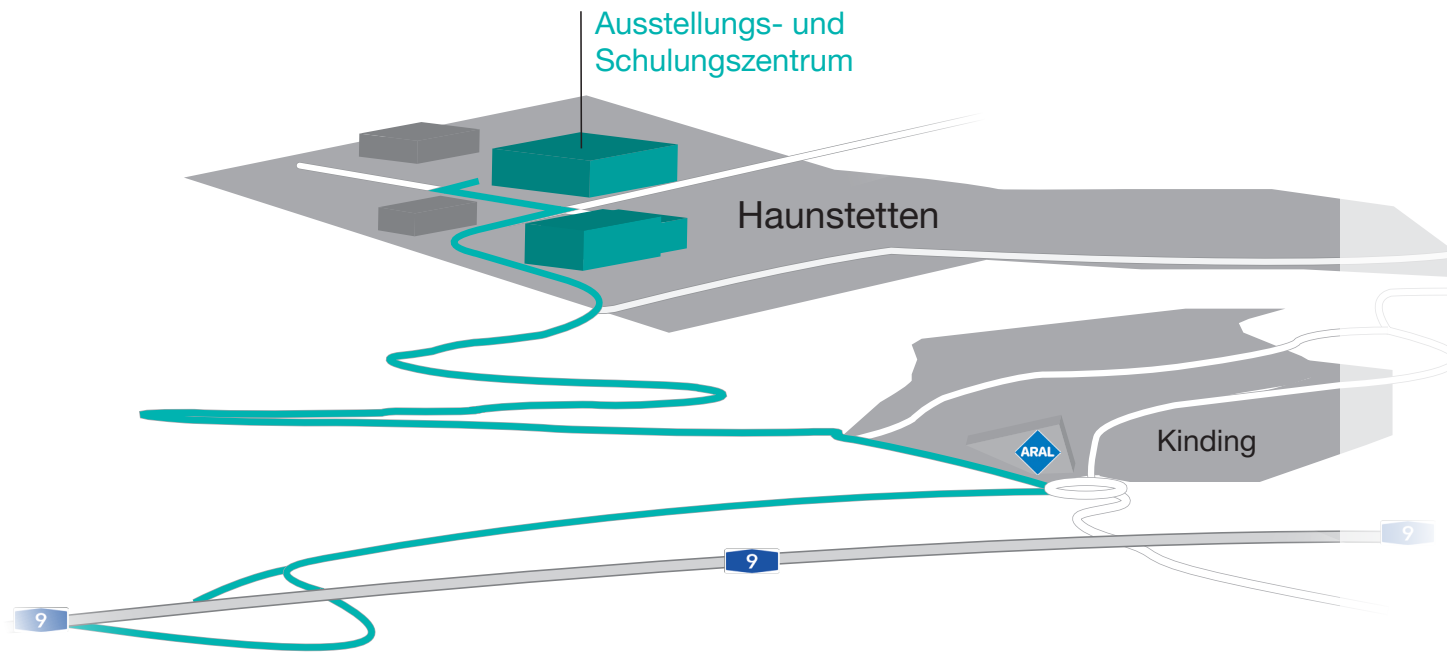 Ausstellungs- und
Schulungszentrum
Haunstetten
ARAL
Kinding
9
9
9